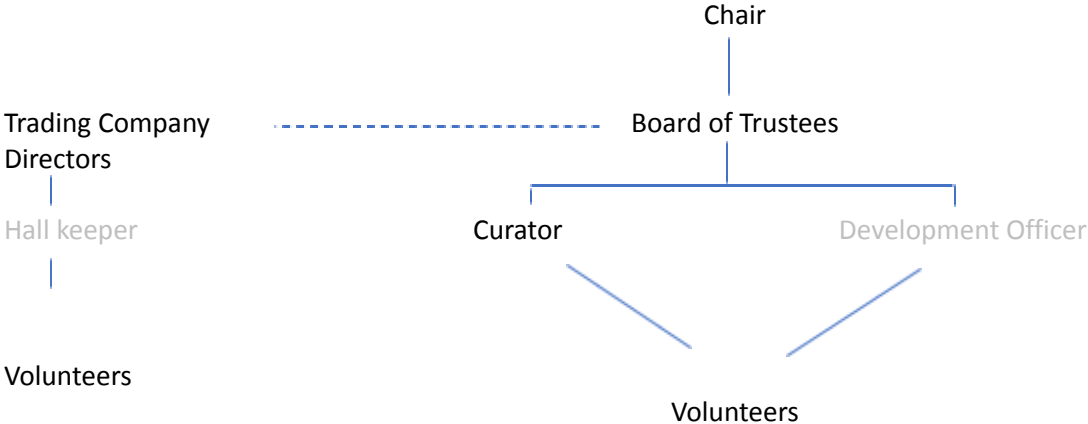 Chair
Trading Company
Directors
Board of Trustees
Hall keeper
Curator
Development Officer
Volunteers
Volunteers